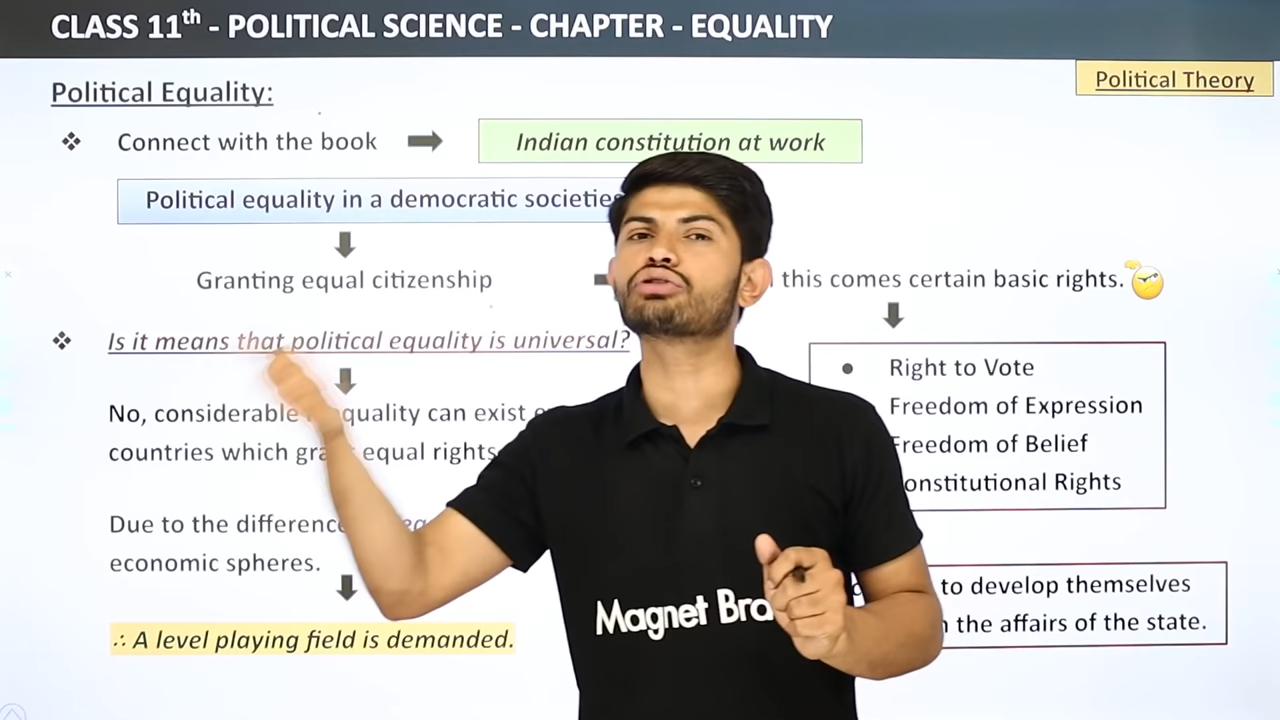 CLASS 11th - POLITICAL SCIENCE - CHAPTER - EQUALITY
Political Theory
Political Equality:
Connect with the book
Indian constitution at work
Political equality in a democratic societies
Granting equal citizenship
this comes certain basic rights.
Is it means that political equality is universal?
Right to Vote
Freedom of Expression
Freedom of Belief
Constitutional Rights
No, considerable inequality can exist
countries which grant equal rights
Due to the difference
economic spheres.
to develop themselves
the affairs of the state.
∴ A level playing field is demanded.
Magnet Bra